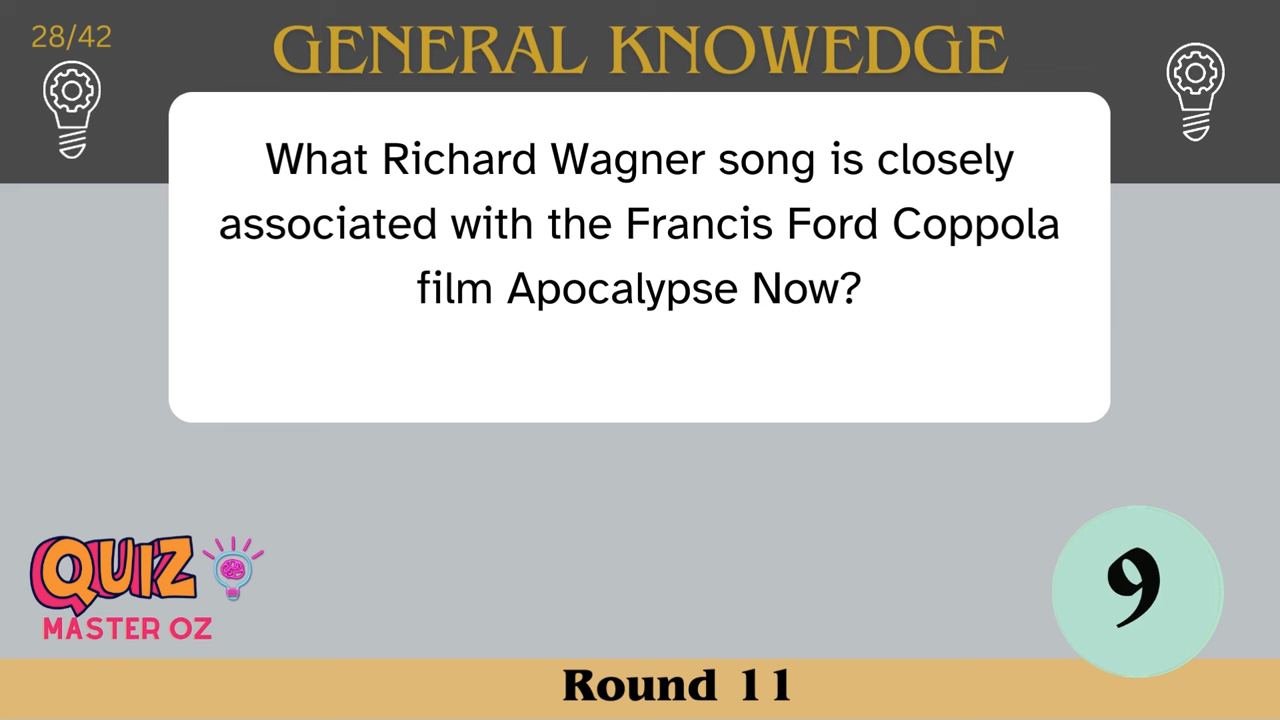 28/42
GENERAL KNOWEDGE
What Richard Wagner song is closely
associated with the Francis Ford Coppola
film Apocalypse Now?
QUIZ
MASTER OZ
9
Round 11